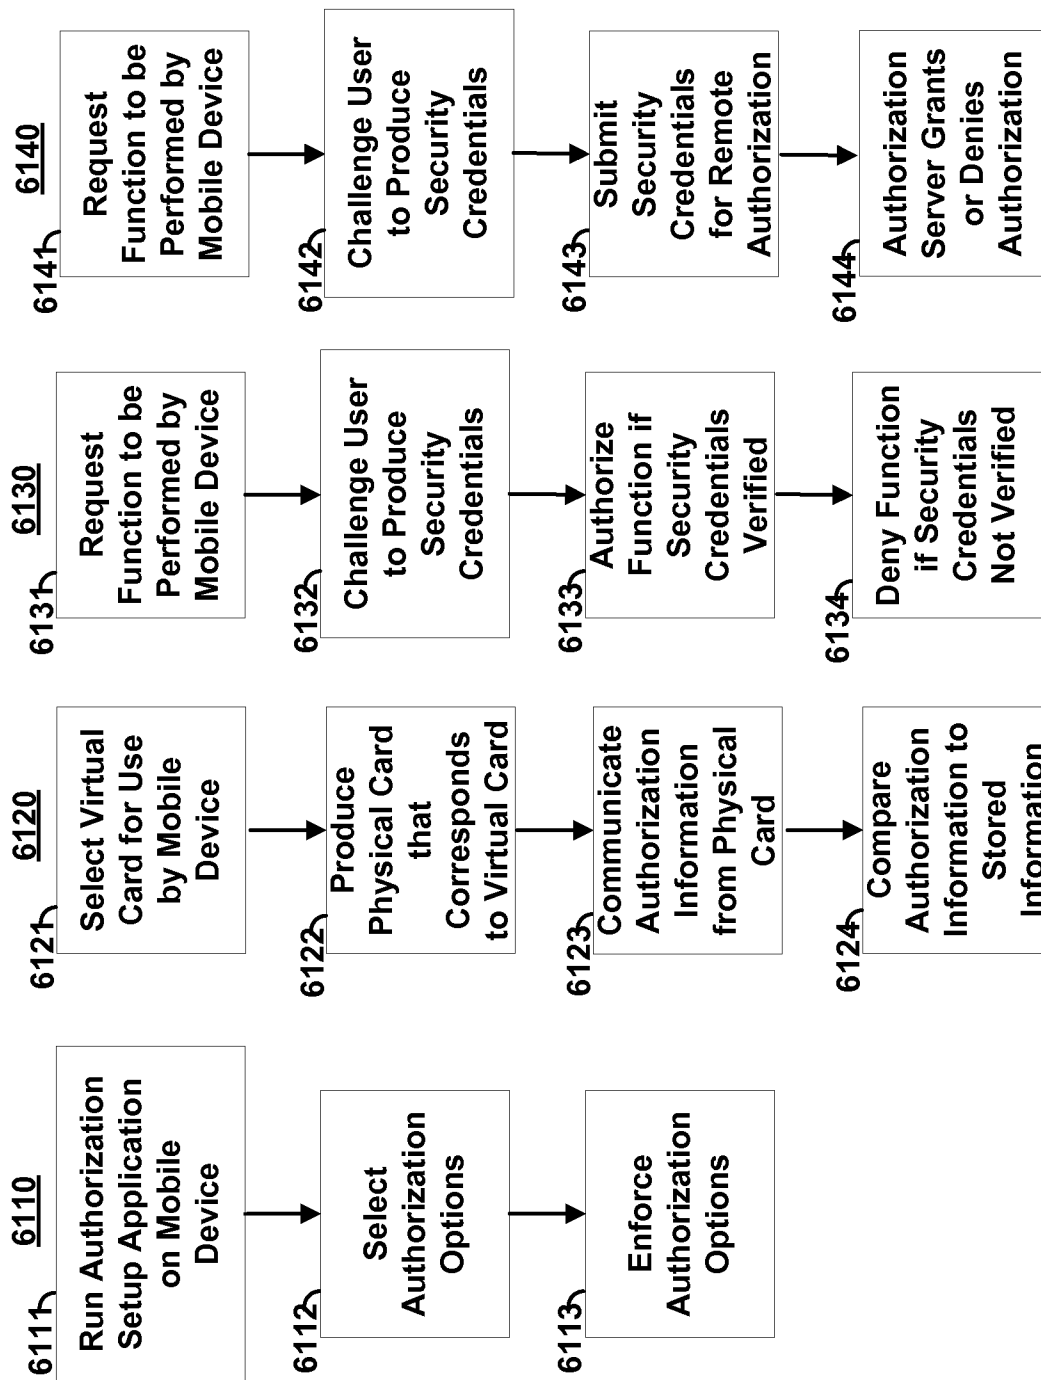 6110
6111
Run Authorization
Setup Application
on Mobile
Device
6112
Select
Authorization
Options
6113
Enforce
Authorization
Options
6120
6121
Select Virtual
Card for Use
by Mobile
Device
6122
Produce
Physical Card
that
Corresponds
to Virtual Card
6123
Communicate
Authorization
Information
from Physical
Card
6124
Compare
Authorization
Information to
Stored
Information
6130
6131
Request
Function to be
Performed by
Mobile Device
6132
Challenge User
to Produce
Security
Credentials
6133
Authorize
Function if
Security
Credentials
Verified
6134
Deny Function
if Security
Credentials
Not Verified
6140
6141
Request
Function to be
Performed by
Mobile Device
6142
Challenge User
to Produce
Security
Credentials
6143
Submit
Security
Credentials
for Remote
Authorization
6144
Authorization
Server Grants
or Denies
Authorization